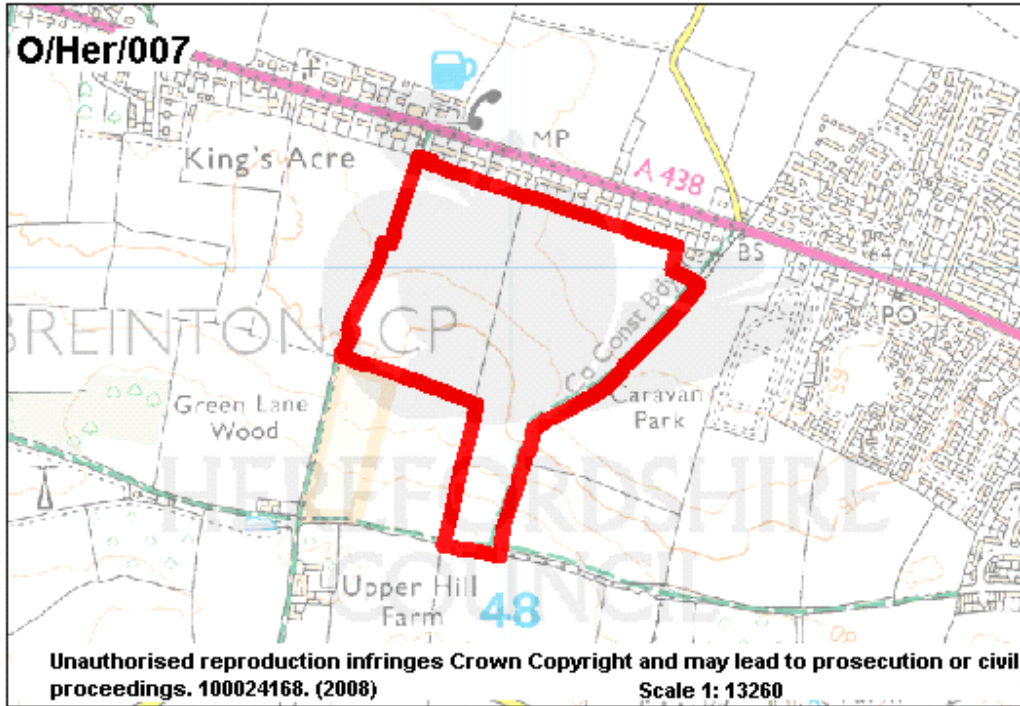 O/Her/007
King's Acre
MP
A 438
BS
64
PO
BREINTON CP
Co Const Bdy
Green Lane
Wood
Caravan
Park
59
HEREFORDSHIRE
COUNCIL
Upper Hill
Farm
48
Unauthorised reproduction infringes Crown Copyright and may lead to prosecution or civil
proceedings. 100024168. (2008)
Scale 1: 13260